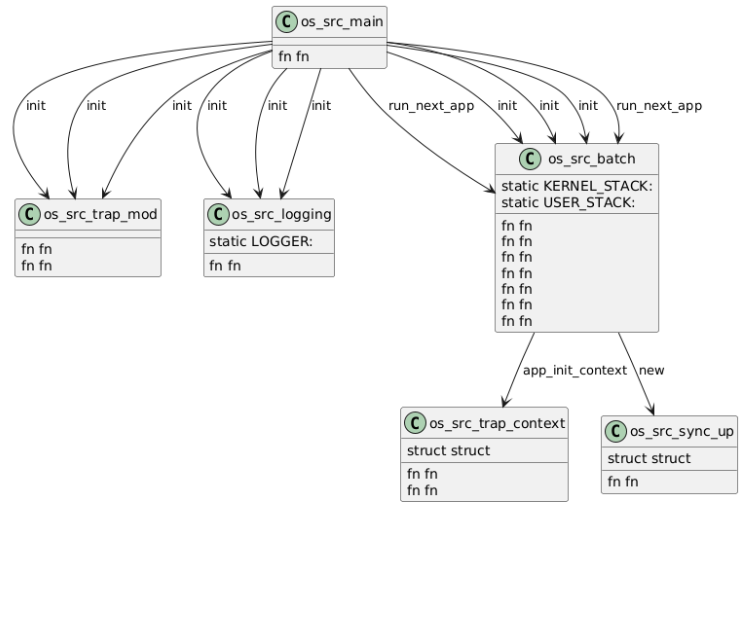 C os_src_main
fn fn
init
init
init
init
init
init
run_next_app
init
init
init
run_next_app
C os_src_batch
static KERNEL_STACK:
static USER_STACK:
fn fn
fn fn
fn fn
fn fn
fn fn
fn fn
fn fn
C os_src_trap_mod
fn fn
fn fn
C os_src_logging
static LOGGER:
fn fn
app_init_context
new
C os_src_trap_context
struct struct
fn fn
fn fn
C os_src_sync_up
struct struct
fn fn